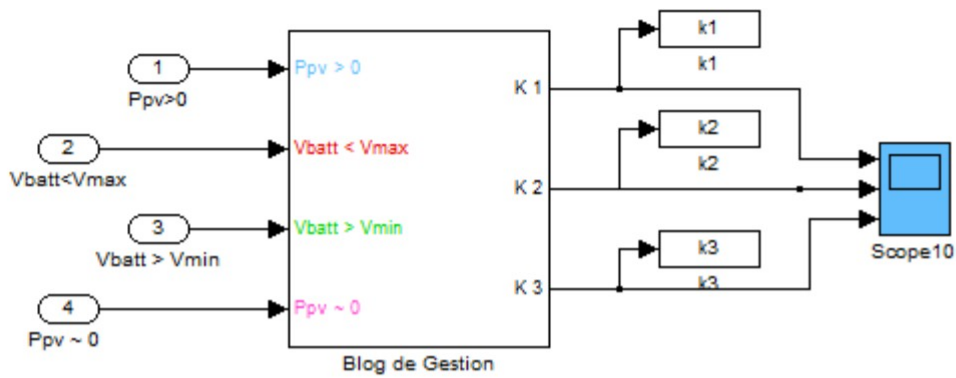 k1
k1
1
Ppv>0
Ppv > 0
K 1
k2
k2
2
Vbatt<Vmax
Vbatt < Vmax
K 2
3
Vbatt > Vmin
Vbatt > Vmin
k3
k3
Scope10
K 3
4
Ppv ~ 0
Ppv ~ 0
Blog de Gestion